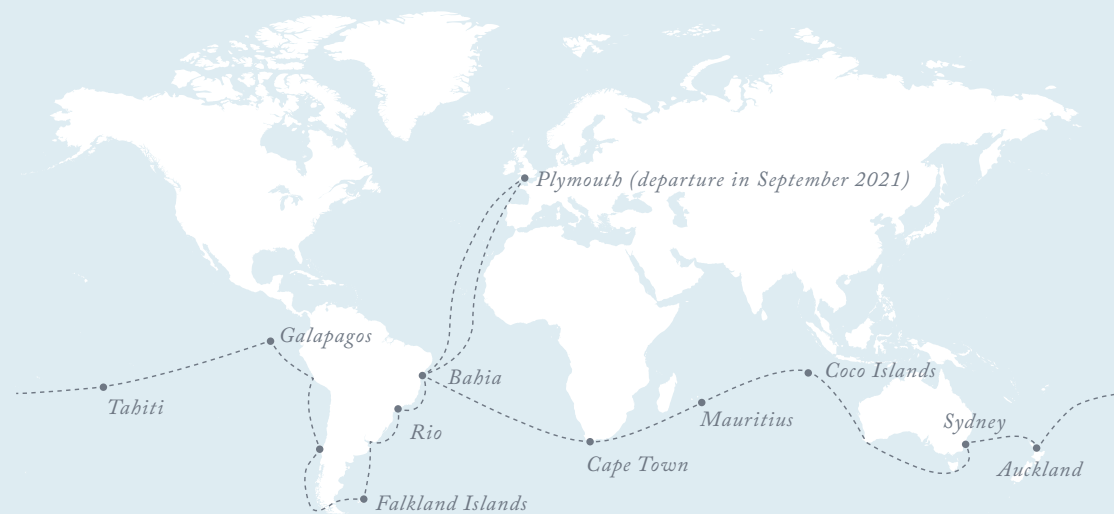 Plymouth (departure in September 2021)
Galapagos
Coco Islands
Bahia
Tahiti
Mauritius
Sydney
Rio
Cape Town
Auckland
Falkland Islands